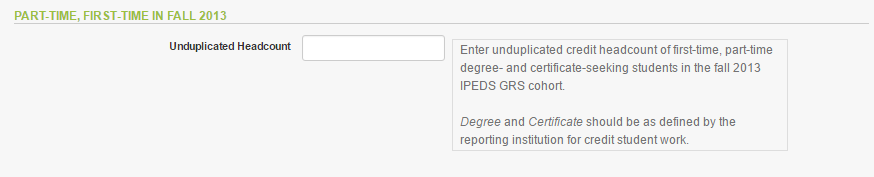 PART-TIME, FIRST-TIME IN FALL 2013
Unduplicated Headcount
Enter unduplicated credit headcount of first-time, part-time
degree- and certificate-seeking students in the fall 2013
IPEDS GRS cohort.
Degree and Certificate should be as defined by the
reporting institution for credit student work.